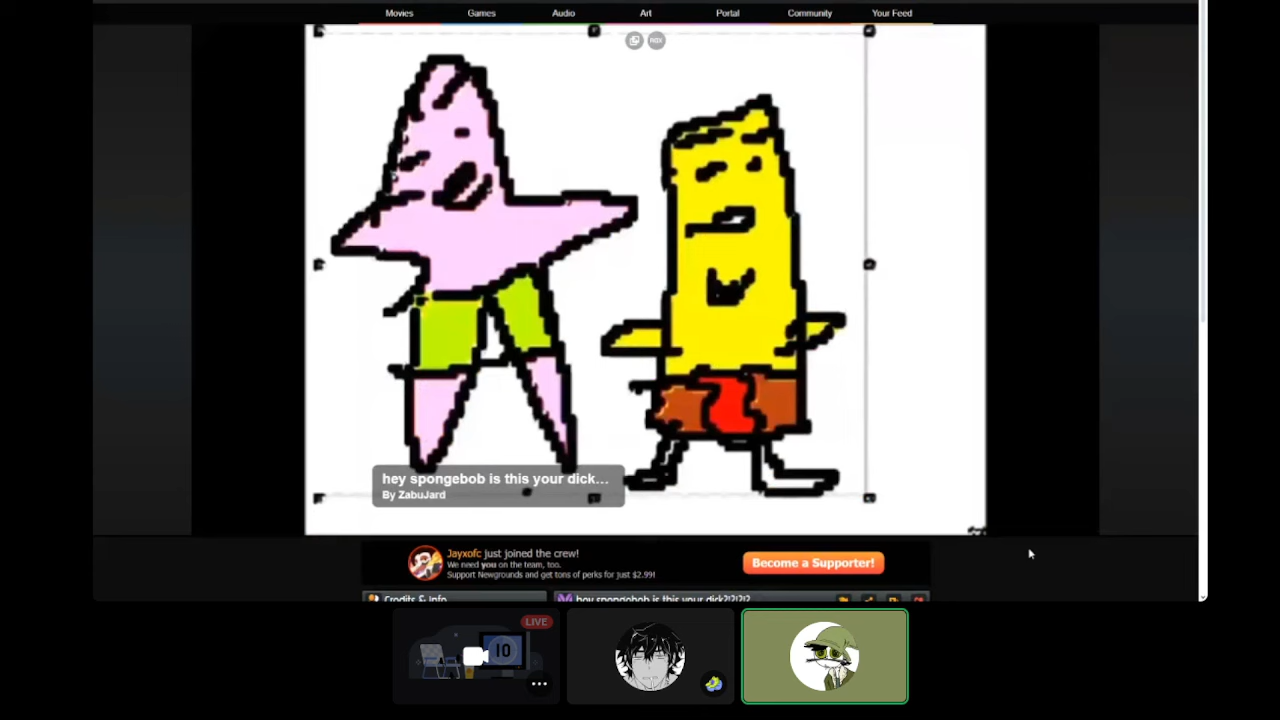 Movies Games Audio Art Portal Community Your Feed
hey spongebob is this your dick...
By ZabuJard
Jayxofc just joined the crew!
We need you on the team, too.
Support Newgrounds and get tons of perks for just $2.99!
Become a Supporter!
Credits & Info
hey spongebob is this your dick?!?!?!?
LIVE
10